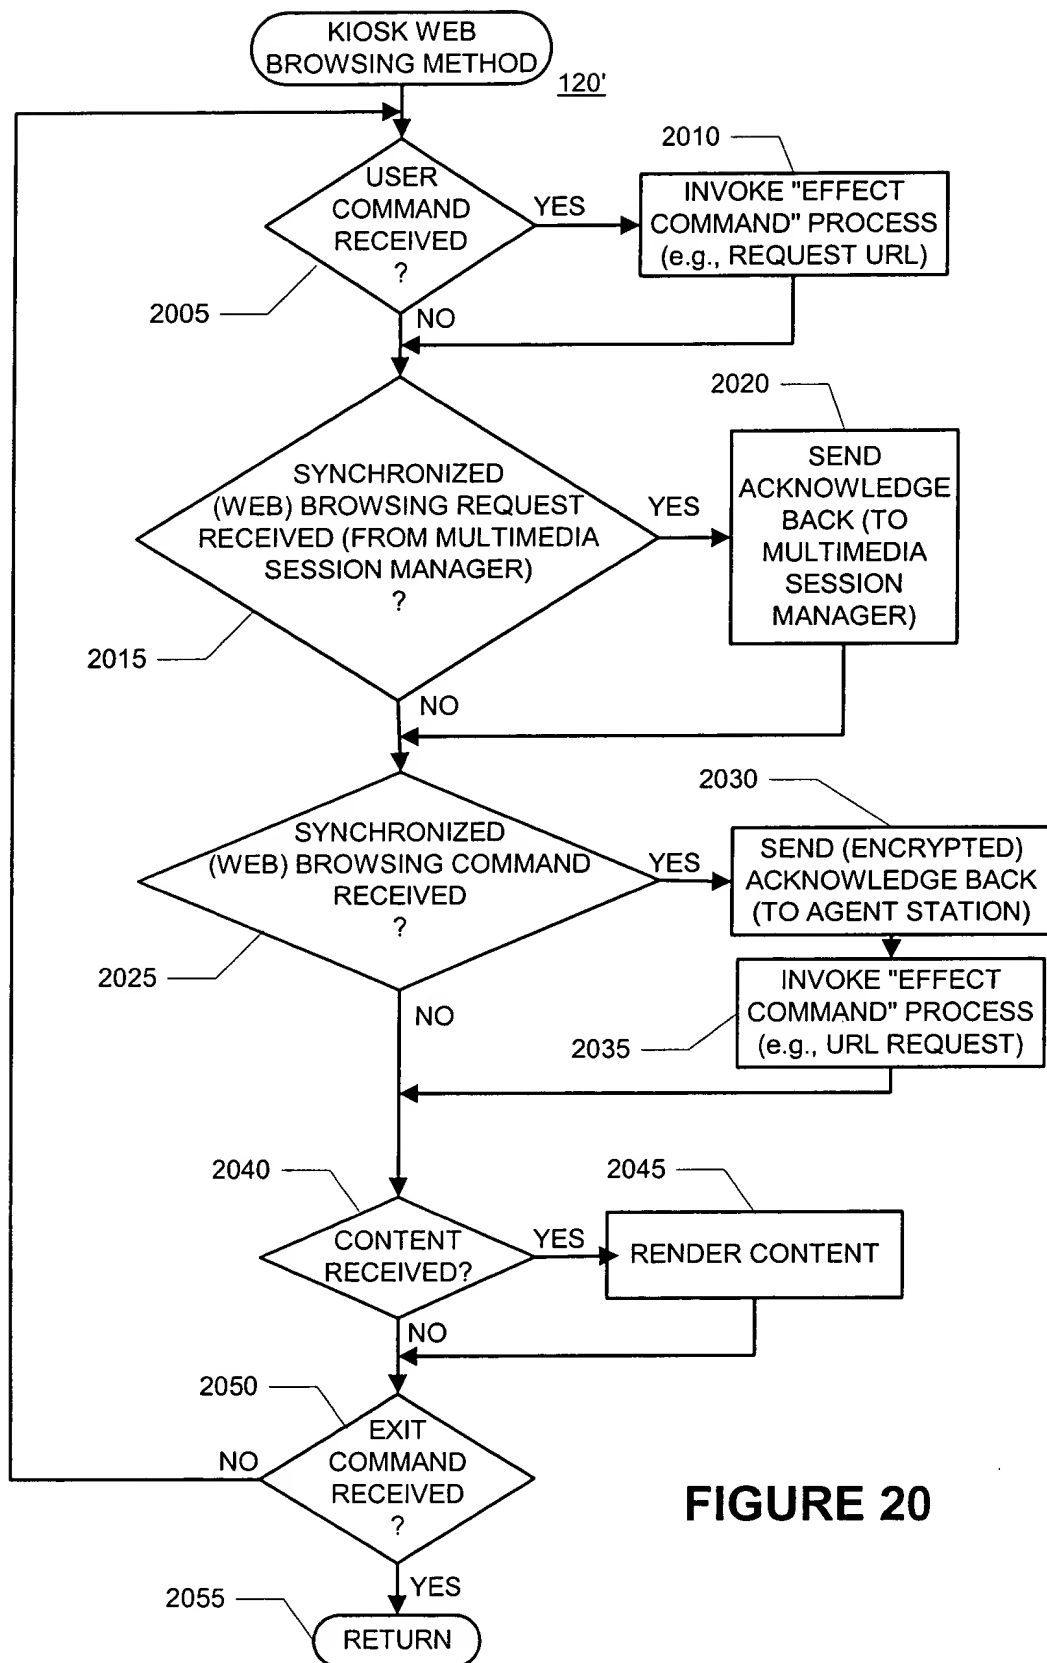 KIOSK WEB
BROWSING METHOD
120'
USER
COMMAND
RECEIVED
?
2005
YES
2010
INVOKE "EFFECT
COMMAND" PROCESS
(e.g., REQUEST URL)
NO
SYNCHRONIZED
(WEB) BROWSING REQUEST
RECEIVED (FROM MULTIMEDIA
SESSION MANAGER)
?
2015
YES
2020
SEND
ACKNOWLEDGE
BACK (TO
MULTIMEDIA
SESSION
MANAGER)
NO
SYNCHRONIZED
(WEB) BROWSING COMMAND
RECEIVED
?
2025
YES
2030
SEND (ENCRYPTED)
ACKNOWLEDGE BACK
(TO AGENT STATION)
INVOKE "EFFECT
COMMAND" PROCESS
(e.g., URL REQUEST)
2035
NO
2040
CONTENT
RECEIVED?
YES
2045
RENDER CONTENT
NO
2050
EXIT
COMMAND
RECEIVED
?
NO
YES
2055
RETURN
FIGURE 20